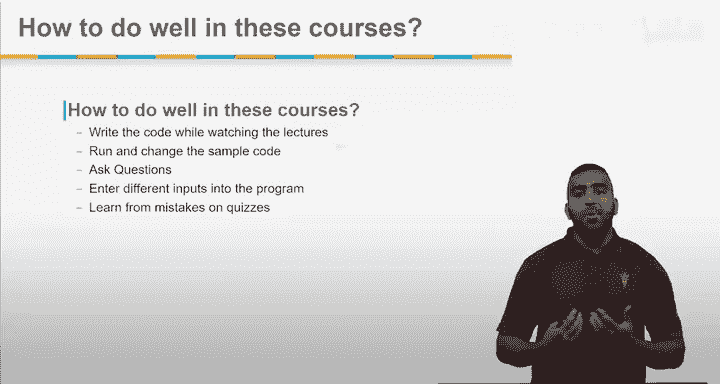 How to do well in these courses?
How to do well in these courses?
– Write the code while watching the lectures
– Run and change the sample code
– Ask Questions
– Enter different inputs into the program
– Learn from mistakes on quizzes